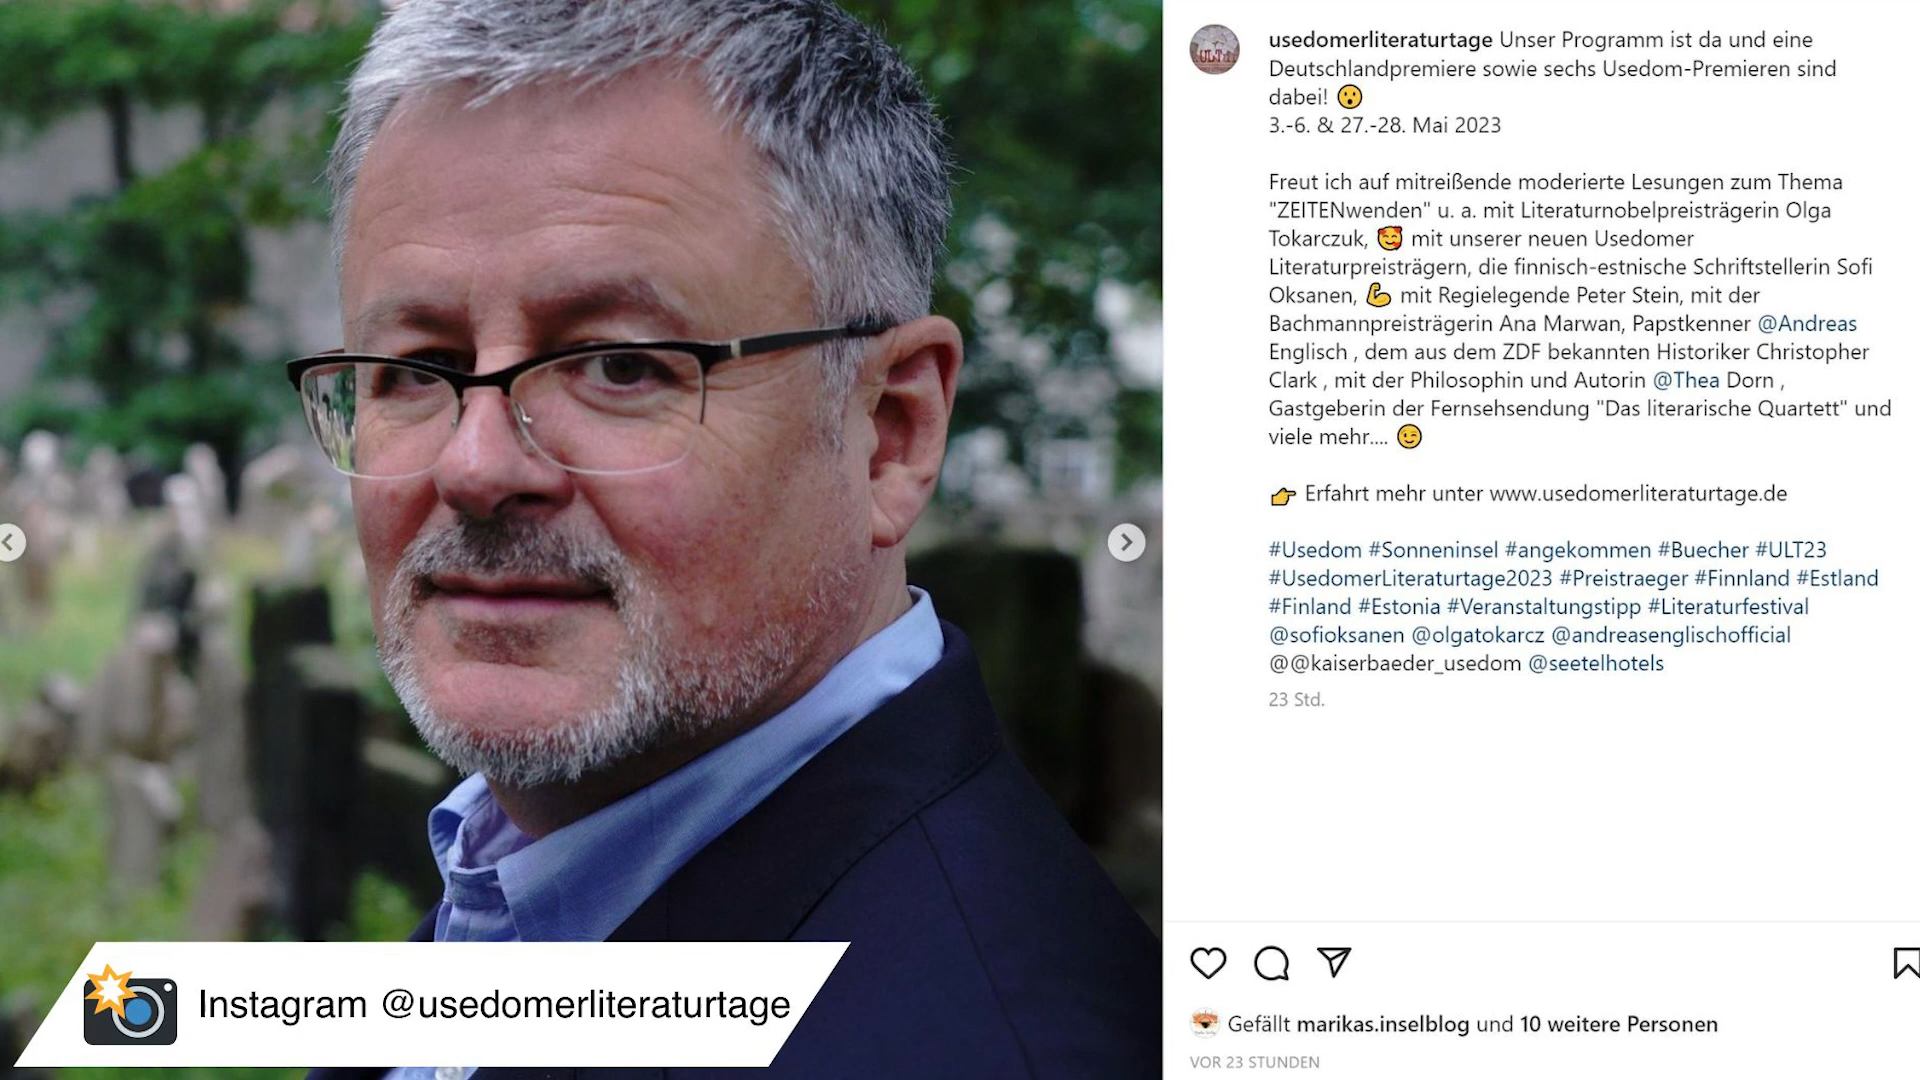 usedomerliteraturtage Unser Programm ist da und eine
Deutschlandpremiere sowie sechs Usedom-Premieren sind
dabei! 😮
3.-6. & 27.-28. Mai 2023
Freut ich auf mitreißende moderierte Lesungen zum Thema
"ZEITENwenden" u. a. mit Literaturnobelpreisträgerin Olga
Tokarczuk, 🥰 mit unserer neuen Usedomer
Literaturpreisträgern, die finnisch-estnische Schriftstellerin Sofi
Oksanen, 💪 mit Regielegende Peter Stein, mit der
Bachmannpreisträgerin Ana Marwan, Papstkenner @Andreas
Englisch , dem aus dem ZDF bekannten Historiker Christopher
Clark , mit der Philosophin und Autorin @Thea Dorn ,
Gastgeberin der Fernsehsendung "Das literarische Quartett" und
viele mehr.... 😉
👉 Erfahrt mehr unter www.usedomerliteraturtage.de
#Usedom #Sonneninsel #angekommen #Buecher #ULT23
#UsedomerLiteraturtage2023 #Preistraeger #Finnland #Estland
#Finland #Estonia #Veranstaltungstipp #Literaturfestival
@sofioksanen @olgatokarcz @andreasenglischofficial
@@kaiserbaeder_usedom @seetelhotels
23 Std.
Gefällt marikas.inselblog und 10 weitere Personen
VOR 23 STUNDEN
Instagram @usedomerliteraturtage